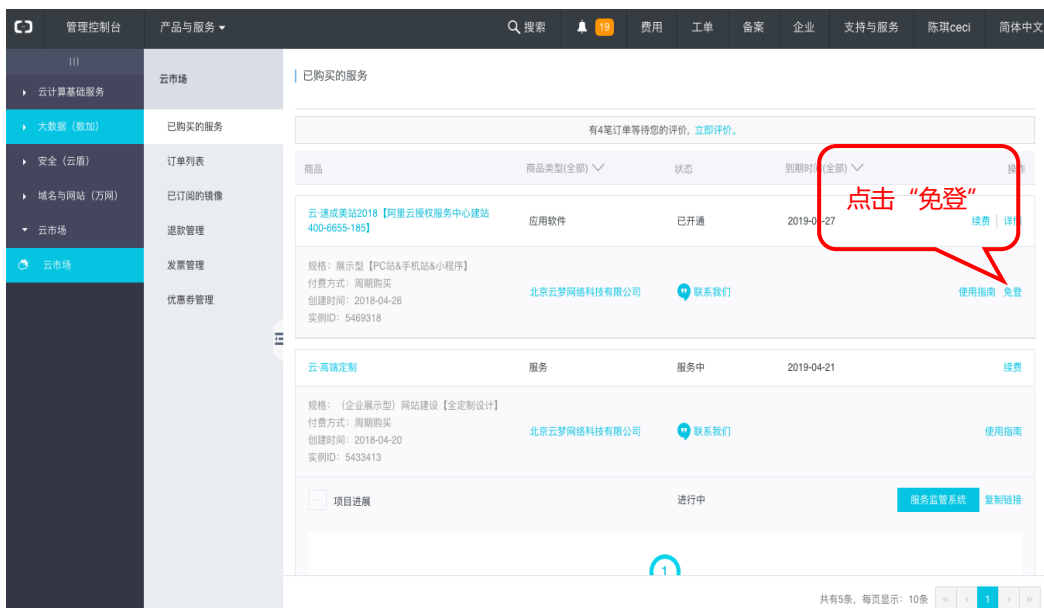 管理控制台 产品与服务 搜索 19 费用 工单 备案 企业 支持与服务 陈琪ceci 简体中文
云计算基础服务
大数据（数加）
安全（云盾）
域名与网站（万网）
云市场
云市场
云市场
已购买的服务
订单列表
已订阅的镜像
退款管理
发票管理
优惠券管理
已购买的服务
有4笔订单等待您的评价, 立即评价。
商品 商品类型(全部) 状态 到期时间(全部) 操作
点击“免登”
云·速成美站2018【阿里云授权服务中心建站
400-6655-185】 应用软件 已开通 续费 详情
规格：展示型【PC站&手机站&小程序】
付费方式：周期购买
创建时间：2018-04-26
实例ID：5469318
北京云梦网络科技有限公司 联系我们 使用指南 免登
云·高端定制 服务 服务中 2019-04-21 续费
规格：（企业展示型）网站建设【全定制设计】
付费方式：周期购买
创建时间：2018-04-20
实例ID：5433413
北京云梦网络科技有限公司 联系我们 使用指南
项目进展 进行中 服务监管系统 复制链接
1
共有5条, 每页显示：10条 « ‹ 1 › »